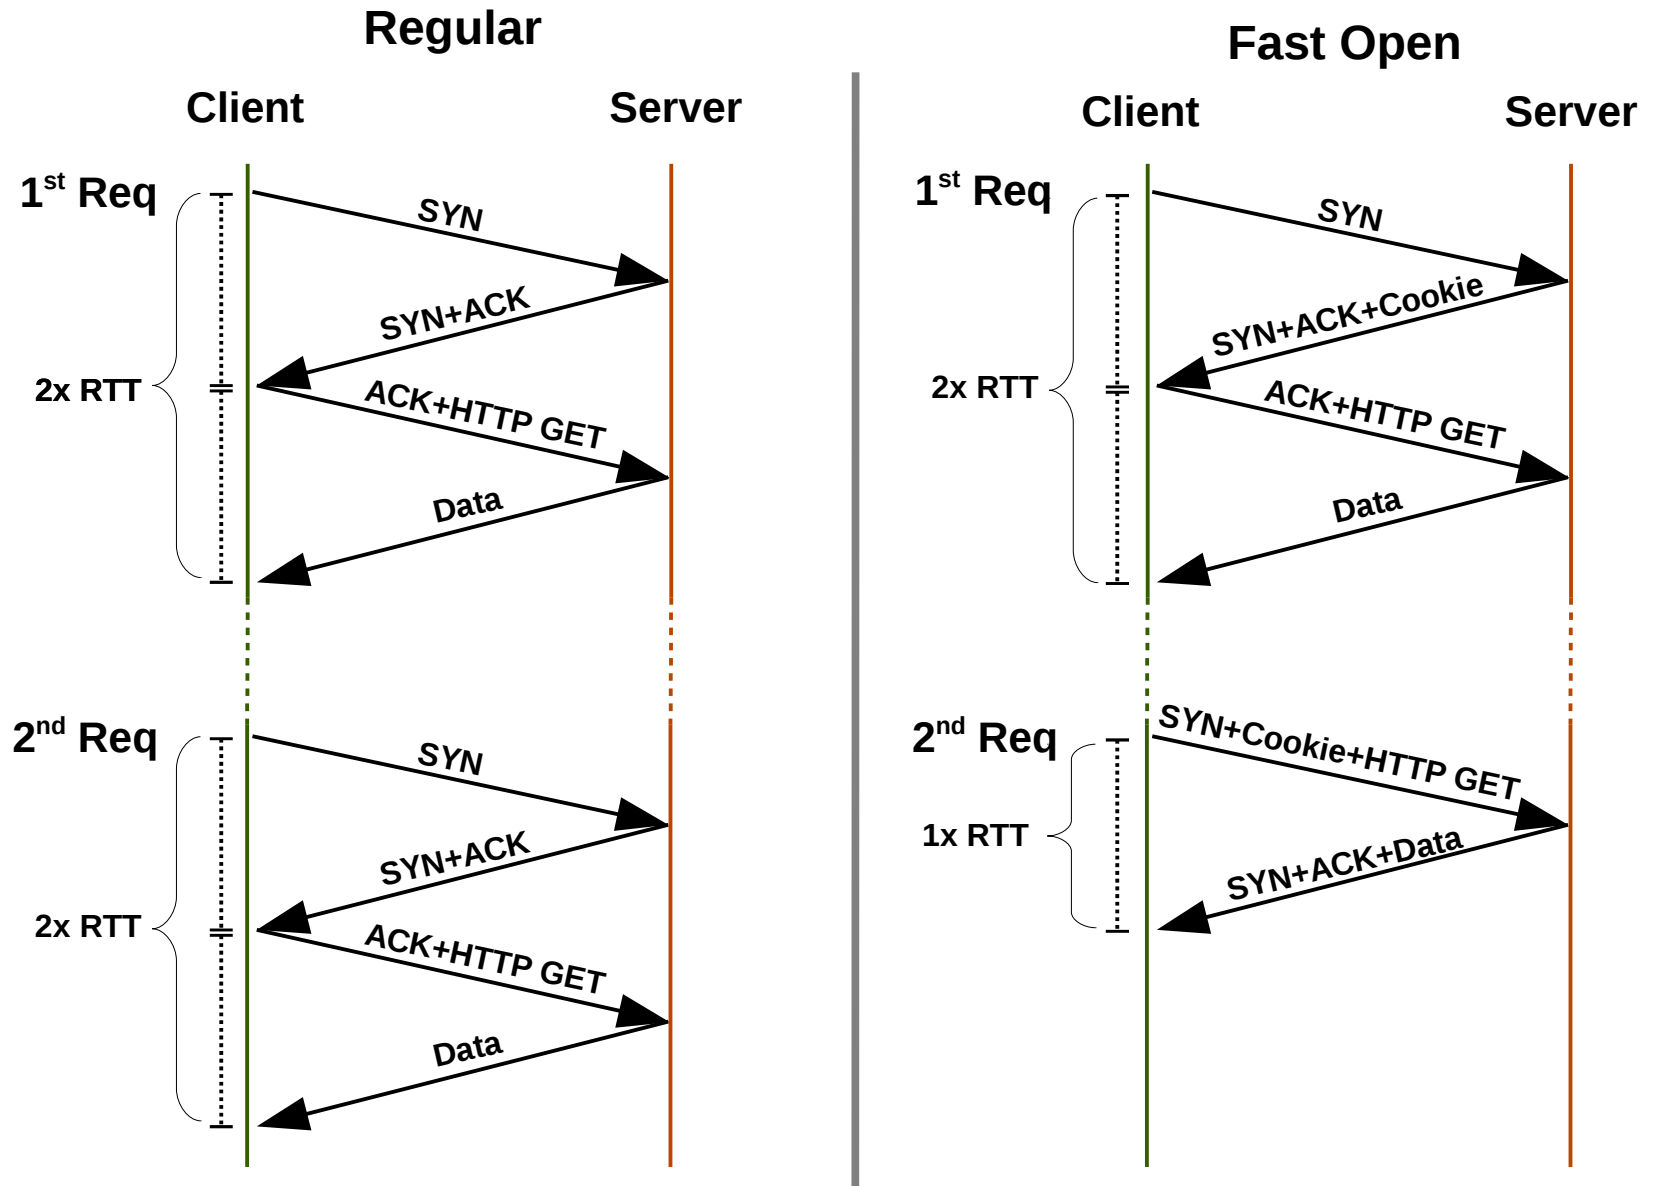 Regular
Client
Server
1st Req
SYN
SYN+ACK
2x RTT
ACK+HTTP GET
Data
2nd Req
SYN
SYN+ACK
2x RTT
ACK+HTTP GET
Data
Fast Open
Client
Server
1st Req
SYN
SYN+ACK+Cookie
2x RTT
ACK+HTTP GET
Data
2nd Req
SYN+Cookie+HTTP GET
1x RTT
SYN+ACK+Data